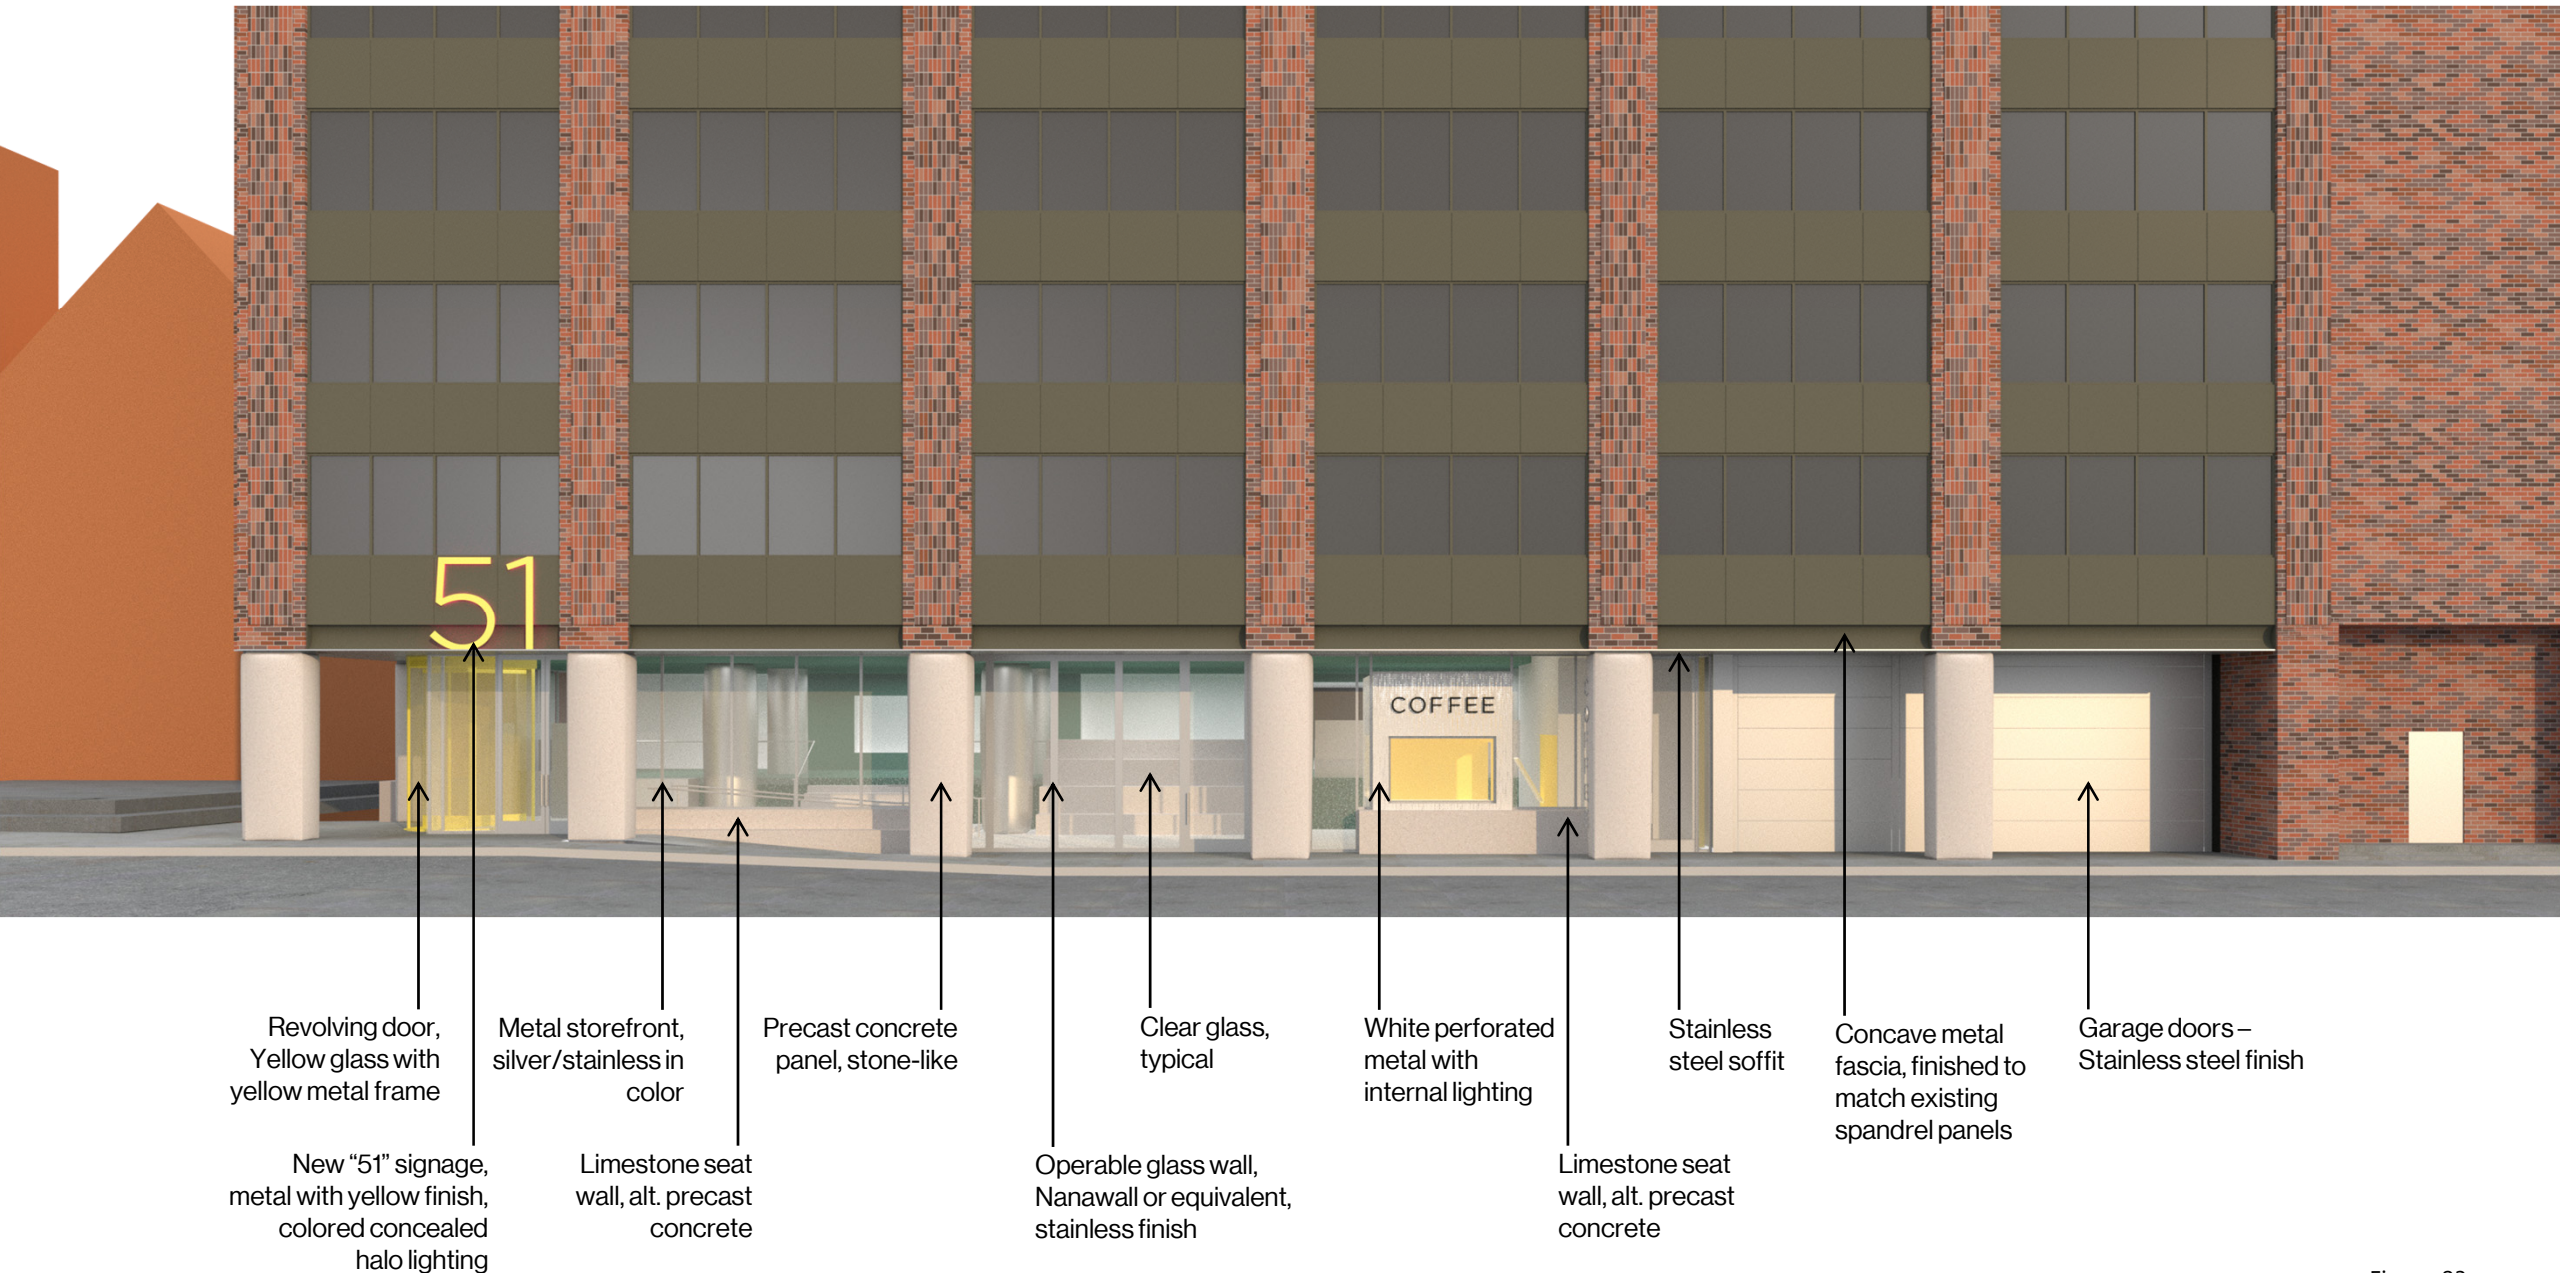 51
COFFEE
Revolving door,
Yellow glass with
yellow metal frame
Metal storefront,
silver/stainless in
color
Precast concrete
panel, stone-like
Clear glass,
typical
White perforated
metal with
internal lighting
Stainless
steel soffit
Concave metal
fascia, finished to
match existing
spandrel panels
Garage doors –
Stainless steel finish
New “51” signage,
metal with yellow finish,
colored concealed
halo lighting
Limestone seat
wall, alt. precast
concrete
Operable glass wall,
Nanawall or equivalent,
stainless finish
Limestone seat
wall, alt. precast
concrete